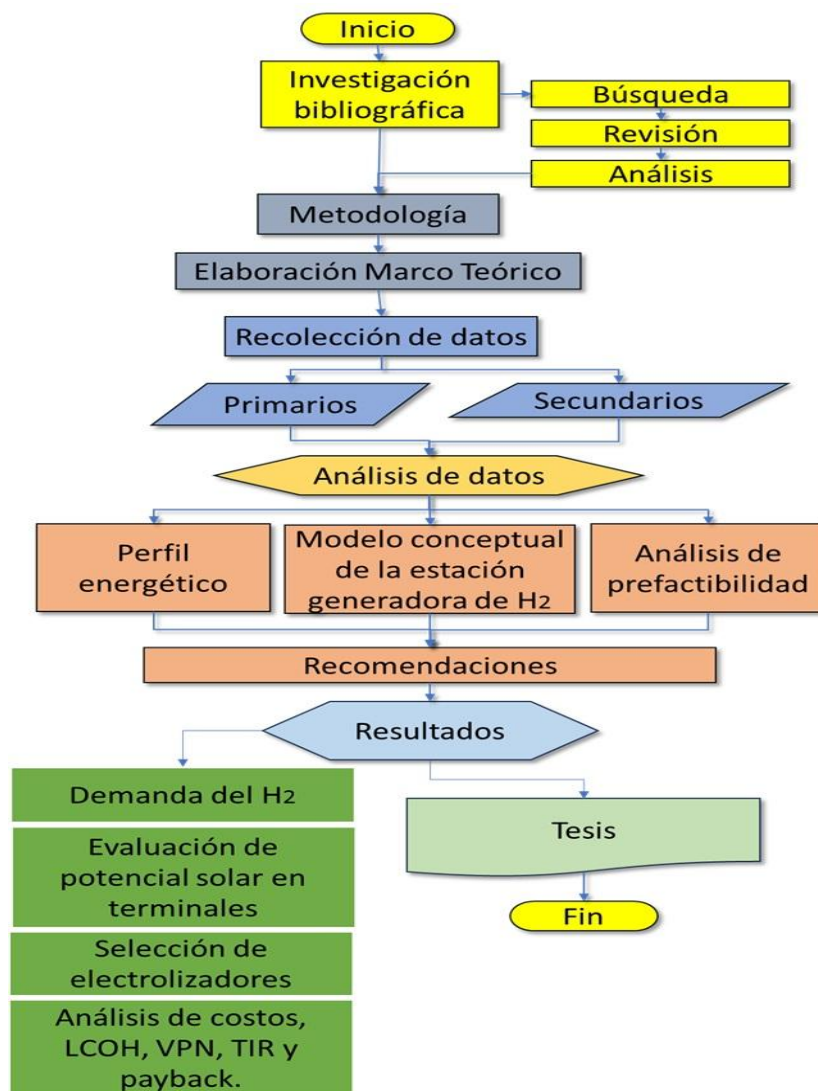 Inicio
Investigación
bibliográfica
Búsqueda
Revisión
Análisis
Metodología
Elaboración Marco Teórico
Recolección de datos
Primarios
Secundarios
Análisis de datos
Perfil
energético
Modelo conceptual
de la estación
generadora de H2
Análisis de
prefactibilidad
Recomendaciones
Resultados
Demanda del H2
Evaluación de
potencial solar en
terminales
Selección de
electrolizadores
Análisis de costos,
LCOH, VPN, TIR y
payback.
Tesis
Fin